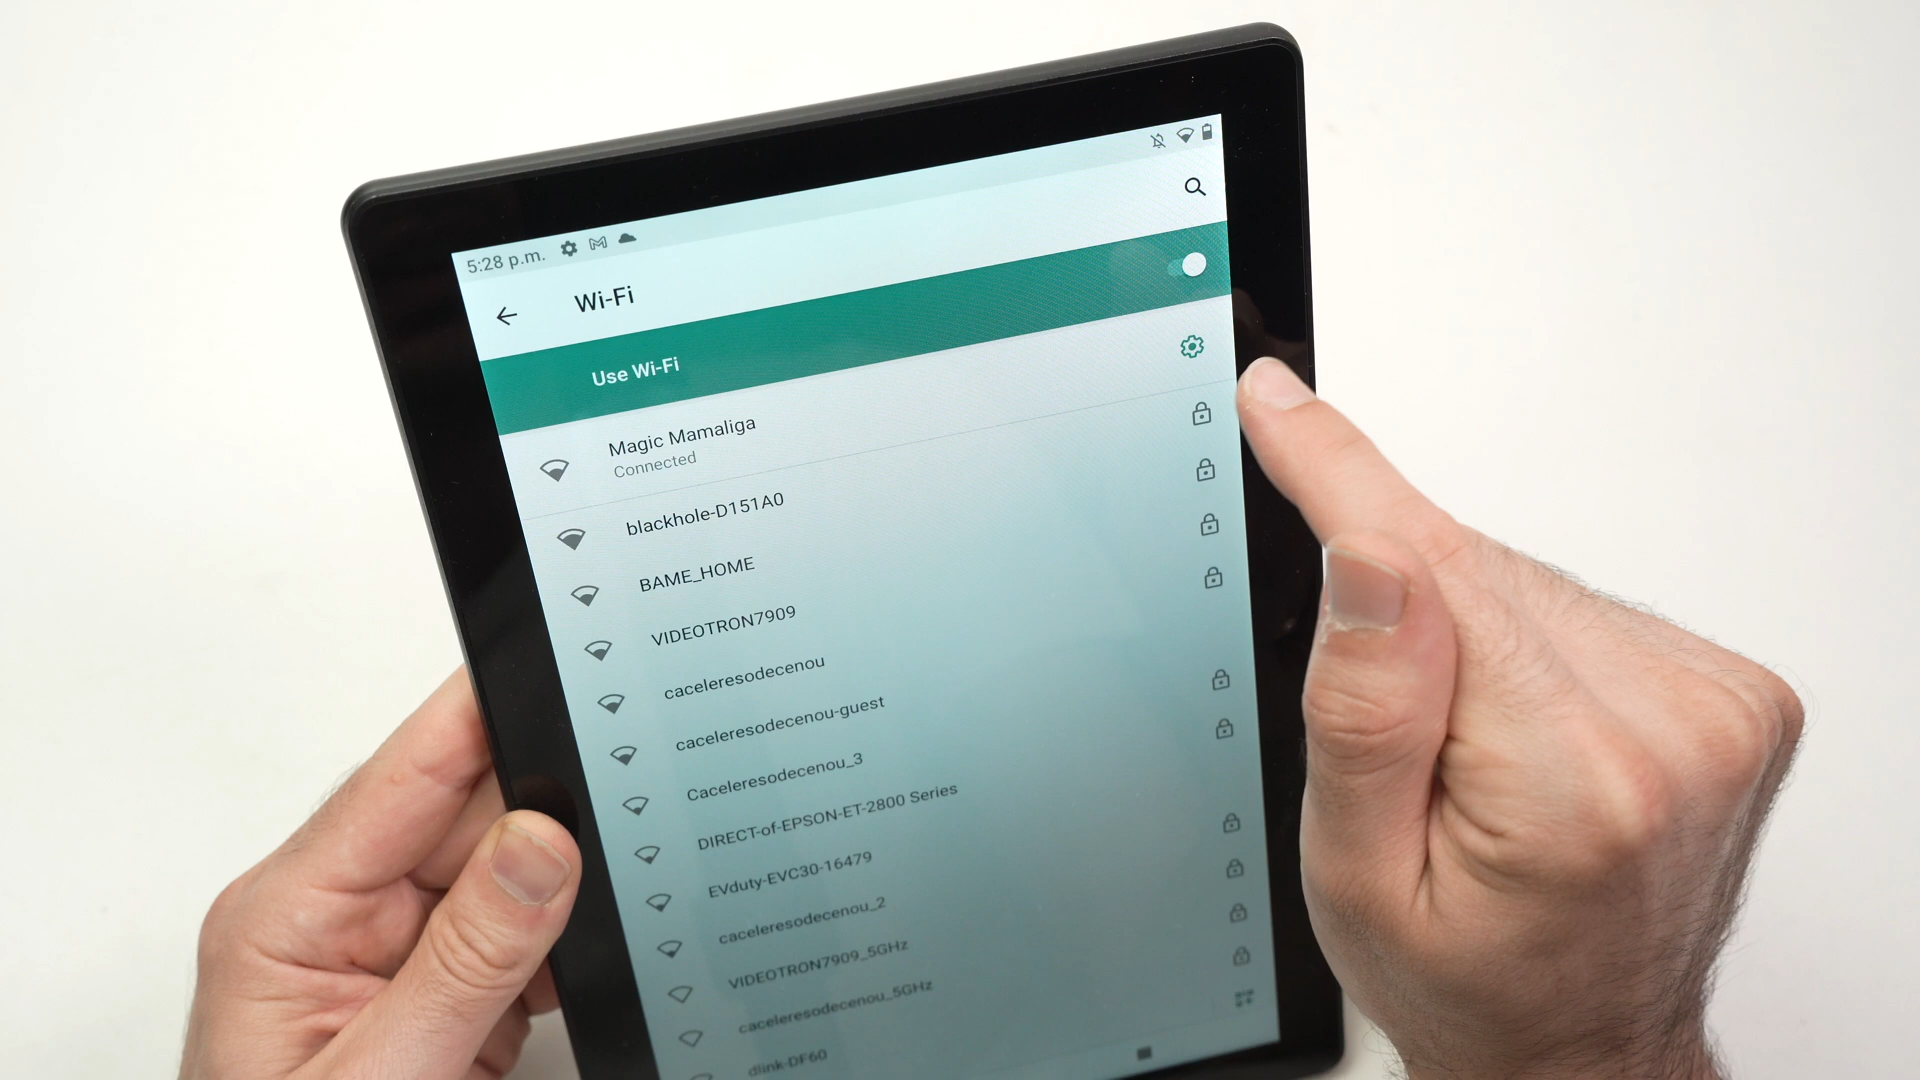 5:28 p.m.
Wi-Fi
Use Wi-Fi
Magic Mamaliga
Connected
blackhole-D151A0
BAME_HOME
VIDEOTRON7909
caceleresodecenou
caceleresodecenou-guest
Caceleresodecenou_3
DIRECT-of-EPSON-ET-2800 Series
EVduty-EVC30-16479
caceleresodecenou_2
VIDEOTRON7909_5GHz
caceleresodecenou_5GHz
dlink-DF60